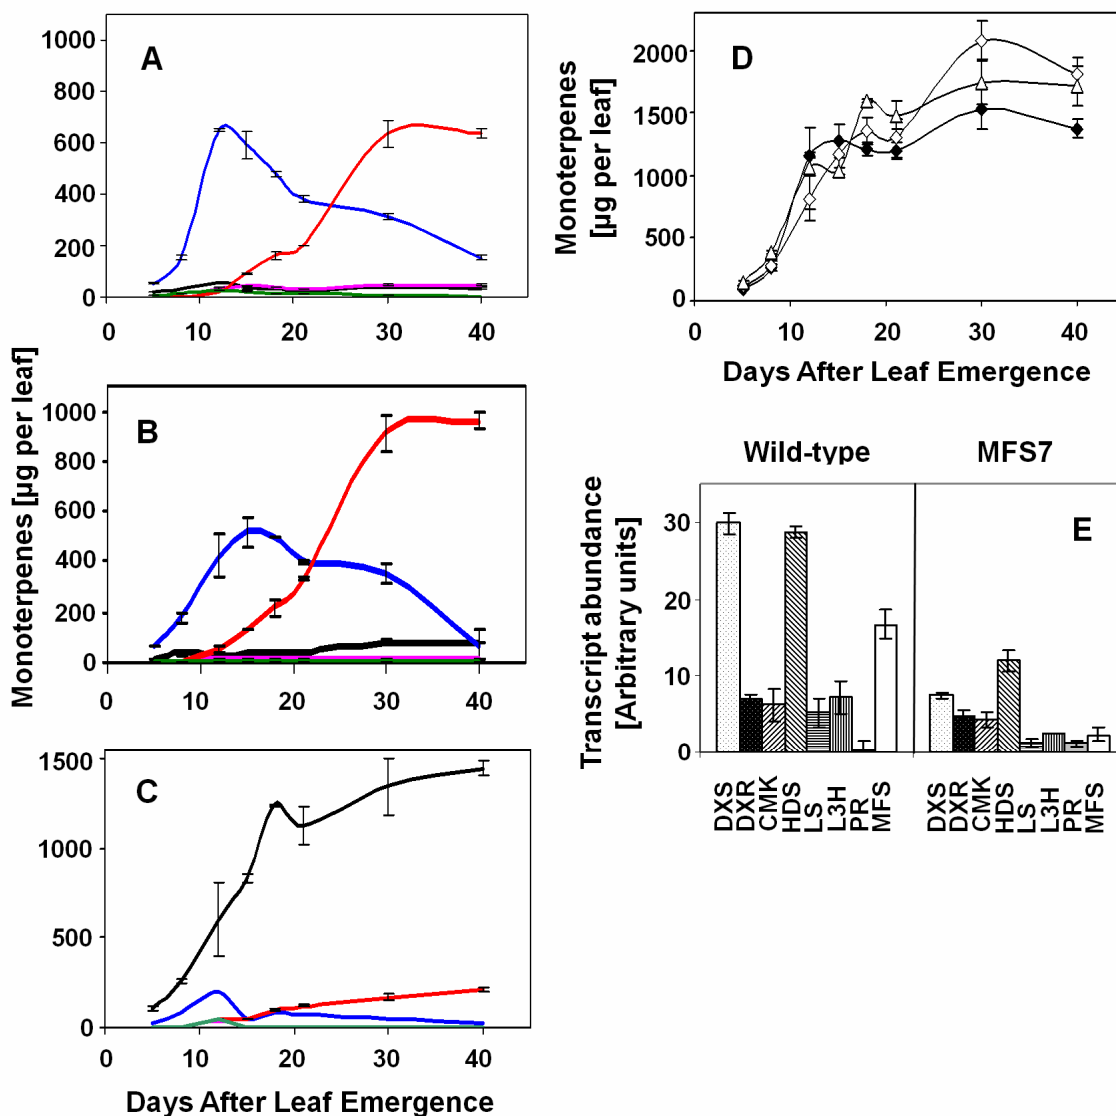 A
1000
800
600
400
200
0
0 10 20 30 40
B
1000
800
600
400
200
0
0 10 20 30 40
Monoterpenes [µg per leaf]
C
1500
1000
500
0
0 10 20 30 40
Days After Leaf Emergence
D
Monoterpenes
[µg per leaf]
2000
1500
1000
500
0
0 10 20 30 40
Days After Leaf Emergence
Wild-type MFS7
E
Transcript abundance
[Arbitrary units]
30
20
10
0
DXS DXR CMK HDS LS L3H PR MFS DXS DXR CMK HDS LS L3H PR MFS